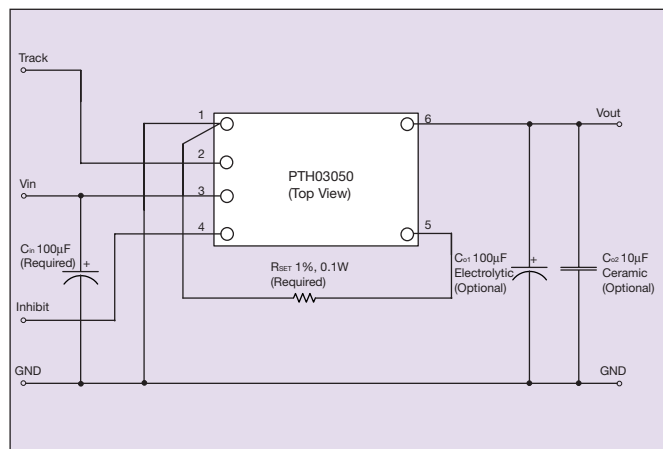 Track
1
6
Vout
2
PTH03050
(Top View)
Vin
3
4
5
Cin 100µF
(Required)
+
RSET 1%, 0.1W
(Required)
Co1 100µF
Electrolytic
(Optional)
+
Co2 10µF
Ceramic
(Optional)
Inhibit
GND
GND